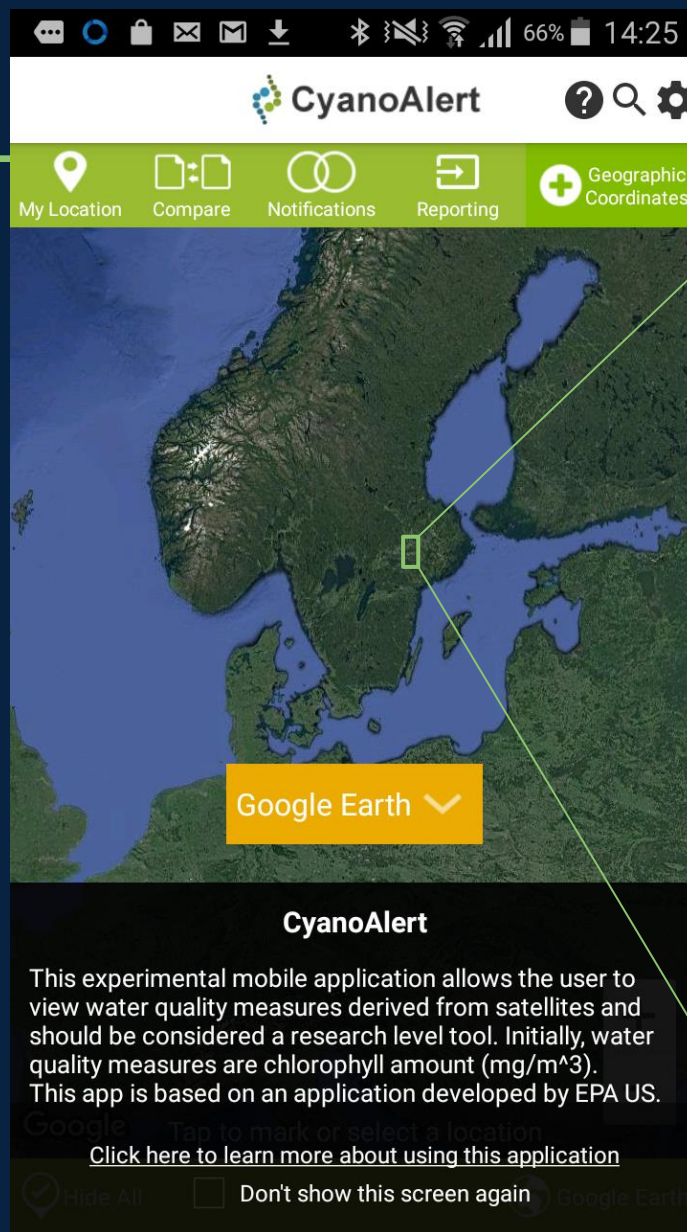 66% 14:25
CyanoAlert
My Location Compare Notifications Reporting Geographic
Coordinates
Google Earth
CyanoAlert
This experimental mobile application allows the user to
view water quality measures derived from satellites and
should be considered a research level tool. Initially, water
quality measures are chlorophyll amount (mg/m^3).
This app is based on an application developed by EPA US.
Google Tap to mark or select a location
Click here to learn more about using this application
Hide All Don't show this screen again Google Earth